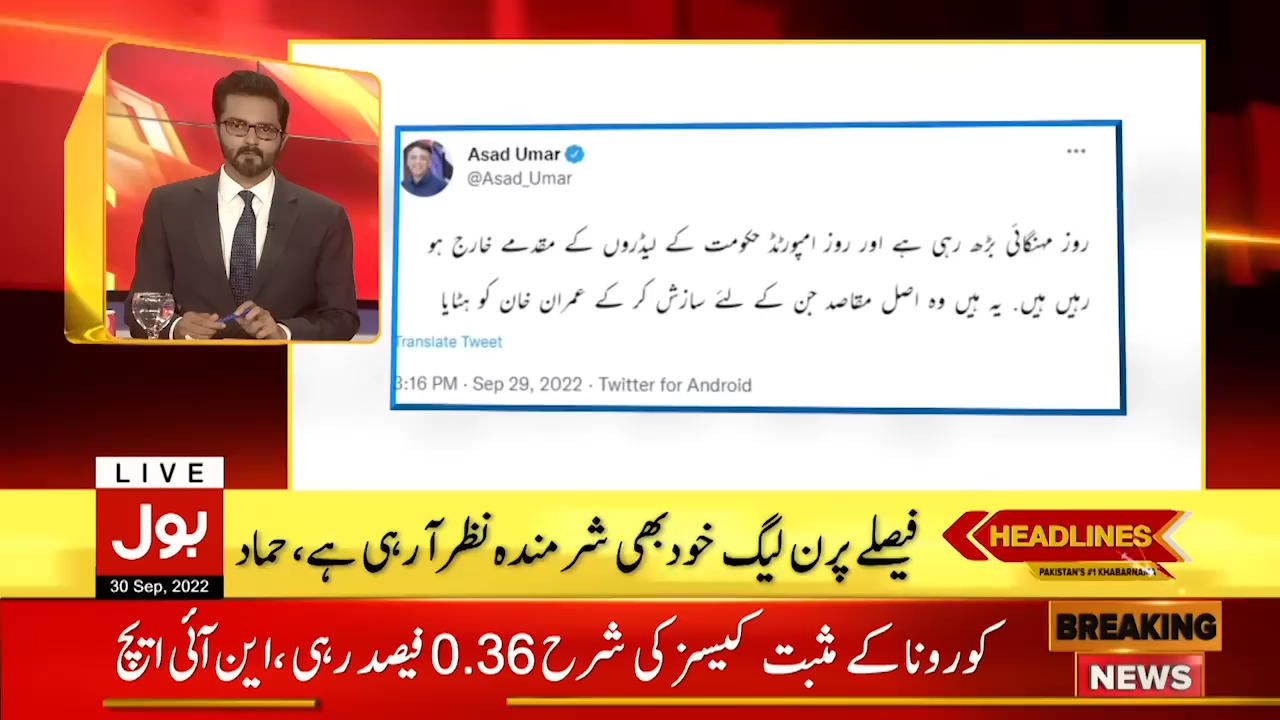 Asad Umar
@Asad_Umar
روز مہنگائی بڑھ رہی ہے اور روز امپورٹڈ حکومت کے لیڈروں کے مقدمے خارج ہو
رہیں ہیں. یہ ہیں وہ اصل مقاصد جن کے لئے سازش کر کے عمران خان کو ہٹایا
Translate Tweet
3:16 PM · Sep 29, 2022 · Twitter for Android
LIVE
بول
30 Sep, 2022
فیصلے پر ن لیگ خود بھی شرمندہ نظر آرہی ہے، حماد
HEADLINES
PAKISTAN'S #1 KHABARNAMA
کورونا کے مثبت کیسز کی شرح 0.36 فیصد رہی، این آئی ایچ
BREAKING
NEWS